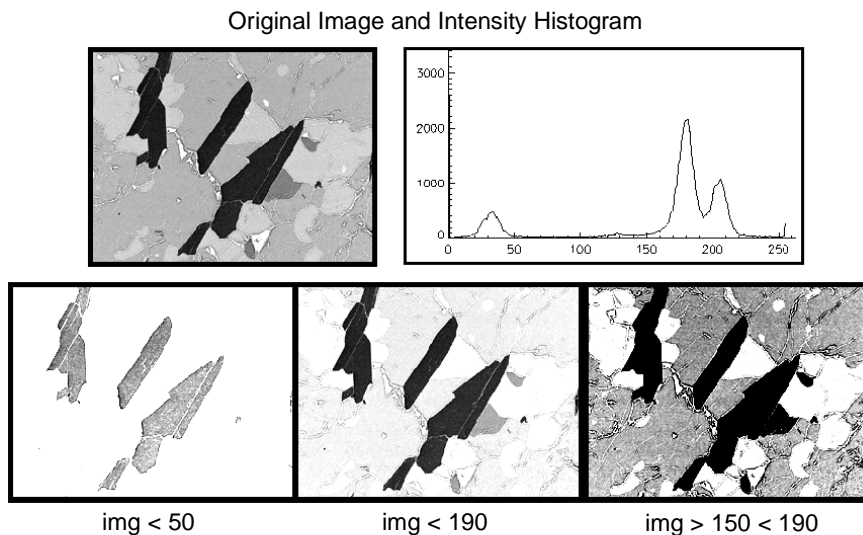 Original Image and Intensity Histogram
3000
2000
1000
0
0 50 100 150 200 250
img < 50
img < 190
img > 150 < 190